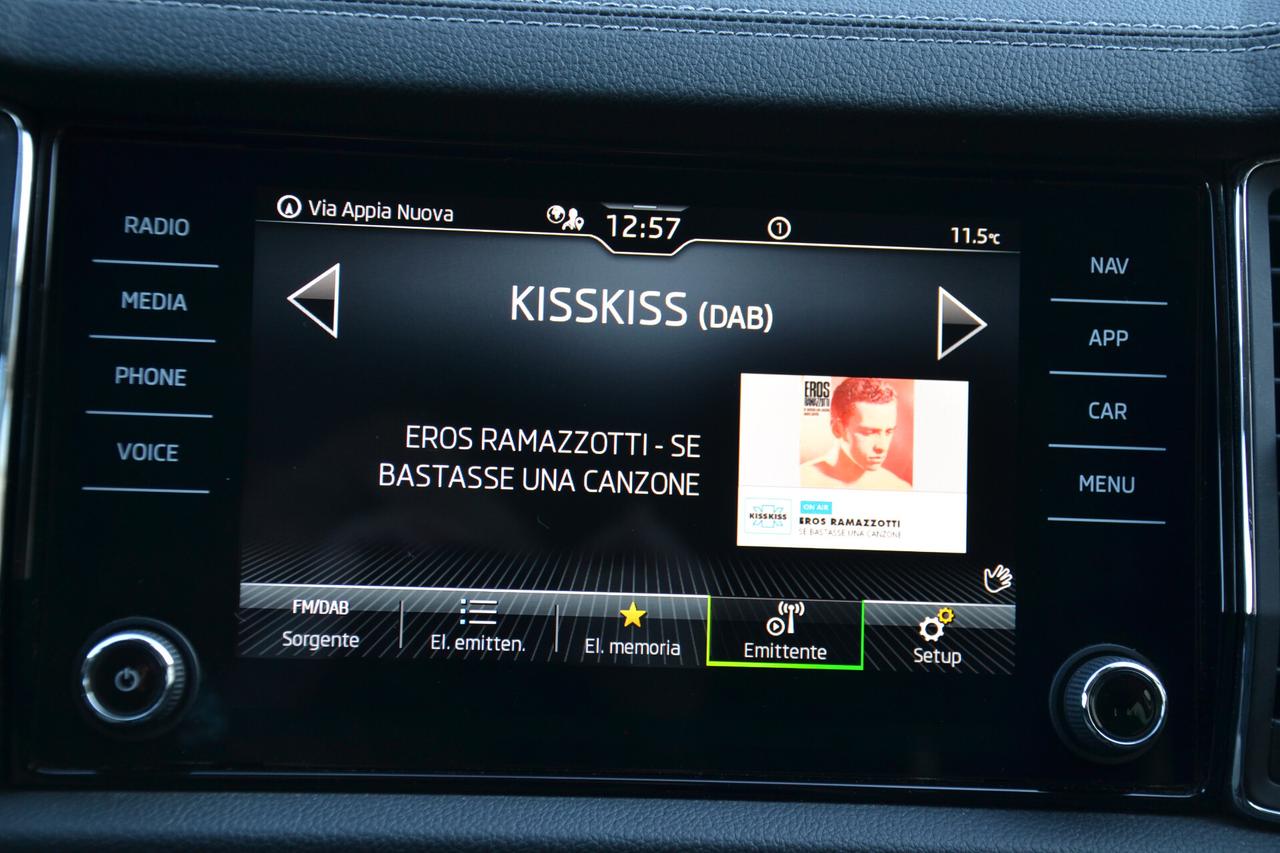 Via Appia Nuova
12:57
1
11.5°C
RADIO
MEDIA
PHONE
VOICE
KISSKISS (DAB)
EROS RAMAZZOTTI - SE
BASTASSE UNA CANZONE
EROS
RAMAZZOTTI
KISSKISS
ON AIR
EROS RAMAZZOTTI
SE BASTASSE UNA CANZONE
FM/DAB
Sorgente
El. emitten.
El. memoria
Emittente
Setup
NAV
APP
CAR
MENU